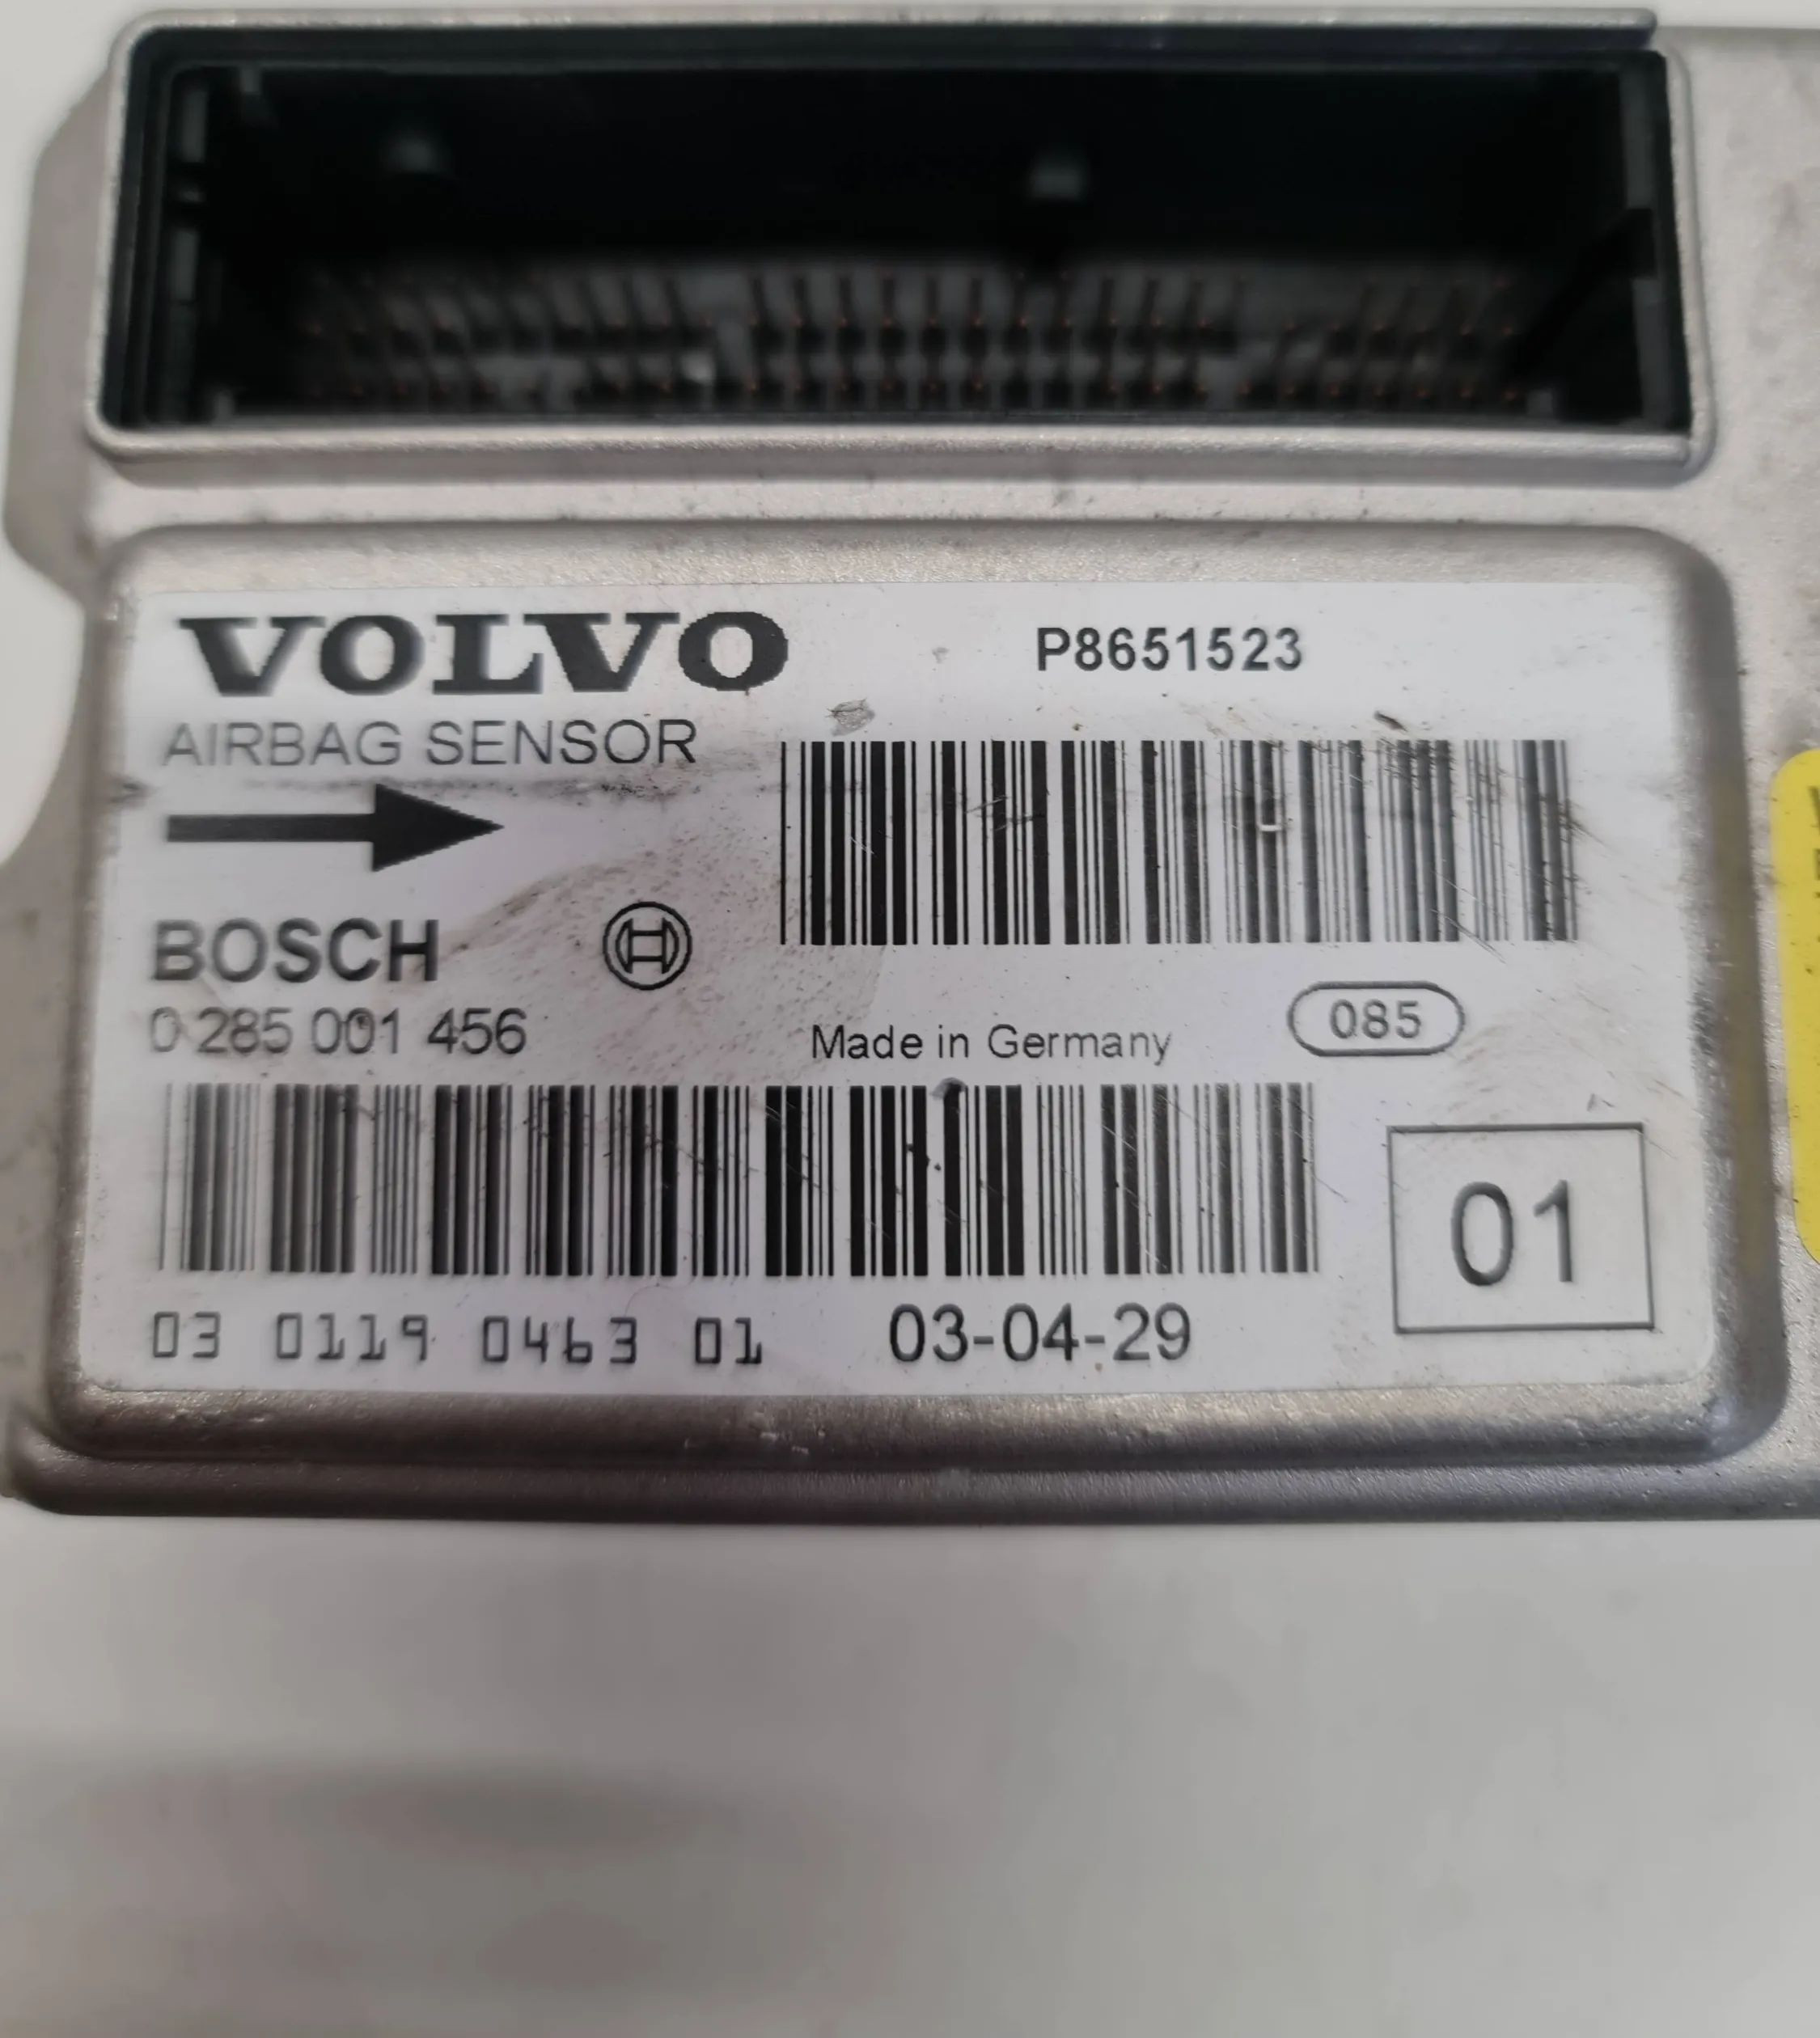 VOLVO
P8651523
AIRBAG SENSOR
BOSCH
0 285 001 456
Made in Germany
085
01
03 0119 0463 01
03-04-29